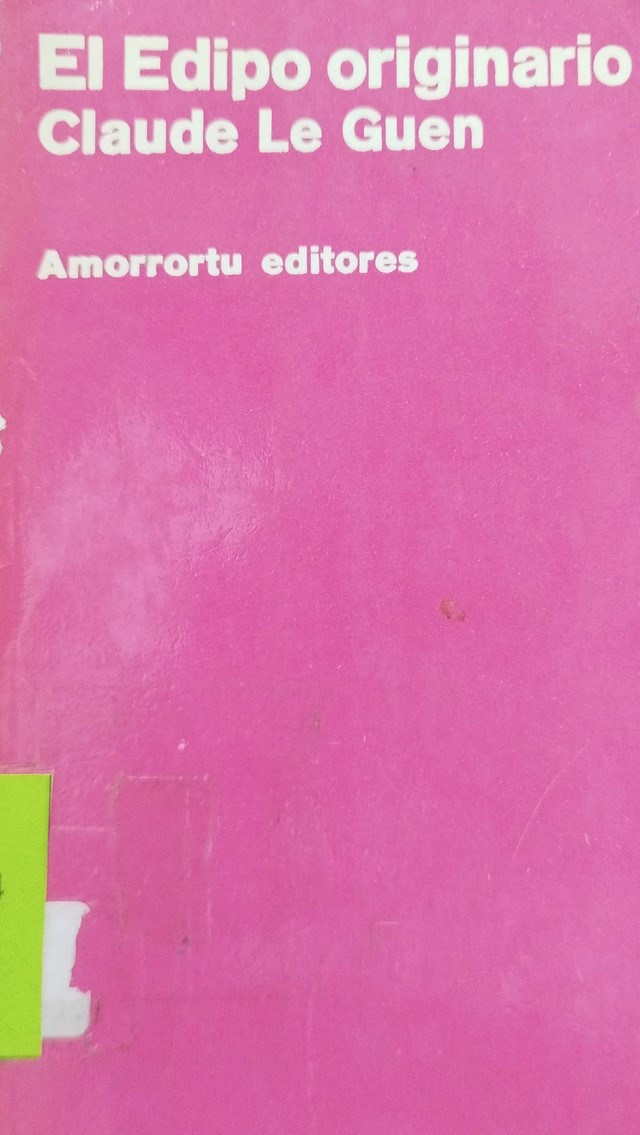 El Edipo originario
Claude Le Guen
Amorrortu editores